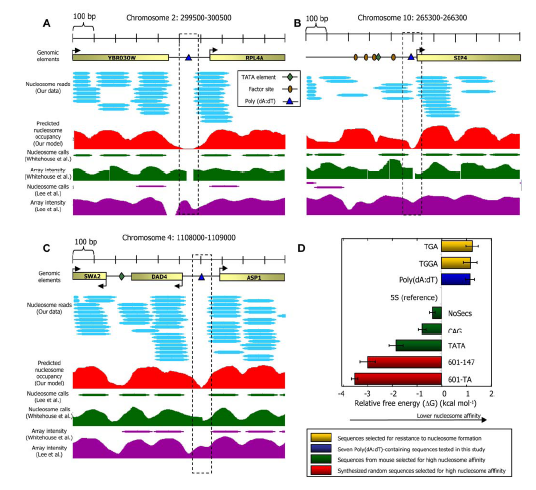 A
100 bp
Chromosome 2: 299500-300500
Genomic elements
YBR030W
RPL4A
Nucleosome reads
(Our data)
TATA element
Factor site
Poly (dA:dT)
Predicted
nucleosome
occupancy
(Our model)
Nucleosome calls
(Whitehouse et al.)
Array intensity
(Whitehouse et al.)
Nucleosome calls
(Lee et al.)
Array intensity
(Lee et al.)
B
100 bp
Chromosome 10: 265300-266300
SIP4
C
100 bp
Chromosome 4: 1108000-1109000
Genomic elements
SWA2
DAD4
ASP1
Nucleosome reads
(Our data)
Predicted
nucleosome
occupancy
(Our model)
Nucleosome calls
(Lee et al.)
Nucleosome calls
(Whitehouse et al.)
Array intensity
(Whitehouse et al.)
Array intensity
(Lee et al.)
D
TGA
TGGA
Poly(dA:dT)
5S (reference)
NoSecs
CAG
TATA
601-147
601-TA
-4 -3 -2 -1 0 1 2
Relative free energy (ΔG) (kcal mol-1)
Lower nucleosome affinity
Sequences selected for resistance to nucleosome formation
Seven Poly(dA:dT)-containing sequences tested in this study
Sequences from mouse selected for high nucleosome affinity
Synthesized random sequences selected for high nucleosome affinity